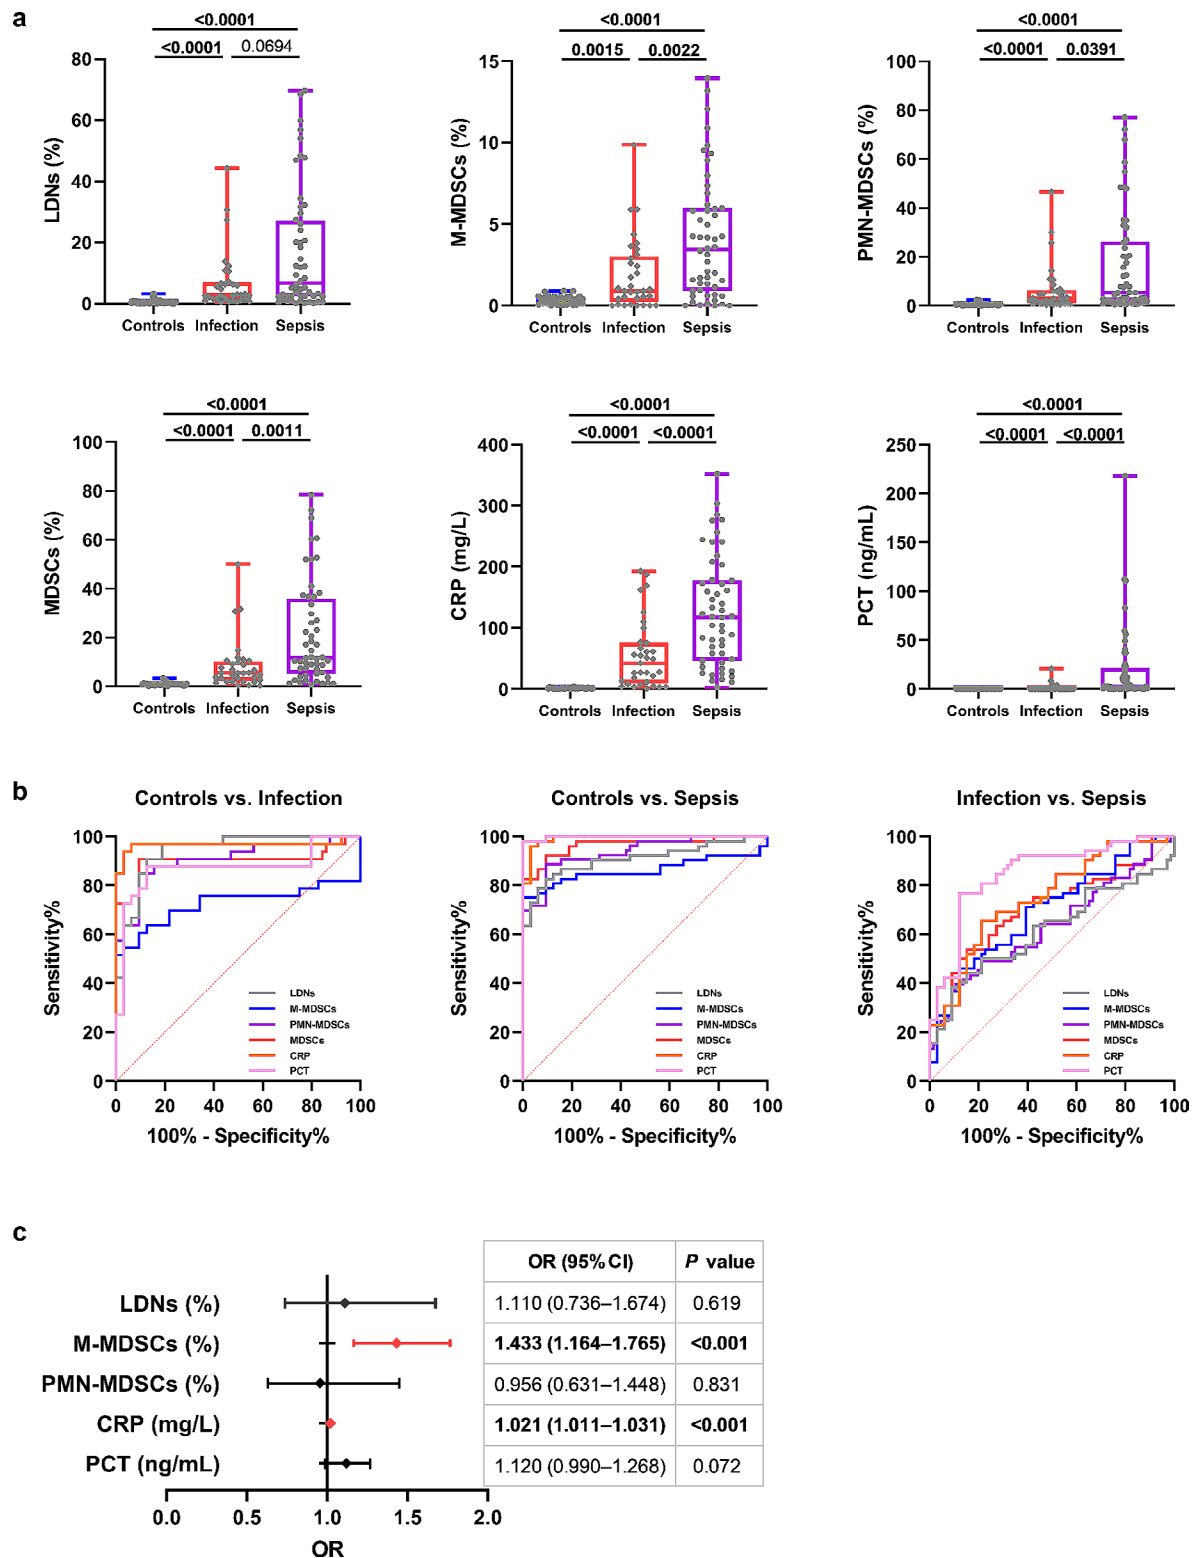 a
<0.0001
<0.0001 0.0694
80
60
40
20
0
LDNs (%)
Controls Infection Sepsis
<0.0001
0.0015 0.0022
15
10
5
0
M-MDSCs (%)
Controls Infection Sepsis
<0.0001
<0.0001 0.0391
100
80
60
40
20
0
PMN-MDSCs (%)
Controls Infection Sepsis
<0.0001
<0.0001 0.0011
100
80
60
40
20
0
MDSCs (%)
Controls Infection Sepsis
<0.0001
<0.0001 <0.0001
400
300
200
100
0
CRP (mg/L)
Controls Infection Sepsis
<0.0001
<0.0001 <0.0001
250
200
150
100
50
0
PCT (ng/mL)
Controls Infection Sepsis
b
Controls vs. Infection
100
80
60
40
20
0
Sensitivity%
LDNs
M-MDSCs
PMN-MDSCs
MDSCs
CRP
PCT
0 20 40 60 80 100
100% - Specificity%
Controls vs. Sepsis
100
80
60
40
20
0
Sensitivity%
LDNs
M-MDSCs
PMN-MDSCs
MDSCs
CRP
PCT
0 20 40 60 80 100
100% - Specificity%
Infection vs. Sepsis
100
80
60
40
20
0
Sensitivity%
LDNs
M-MDSCs
PMN-MDSCs
MDSCs
CRP
PCT
0 20 40 60 80 100
100% - Specificity%
c
OR (95% CI) P value
LDNs (%) 1.110 (0.736–1.674) 0.619
M-MDSCs (%) 1.433 (1.164–1.765) <0.001
PMN-MDSCs (%) 0.956 (0.631–1.448) 0.831
CRP (mg/L) 1.021 (1.011–1.031) <0.001
PCT (ng/mL) 1.120 (0.990–1.268) 0.072
0.0 0.5 1.0 1.5 2.0
OR